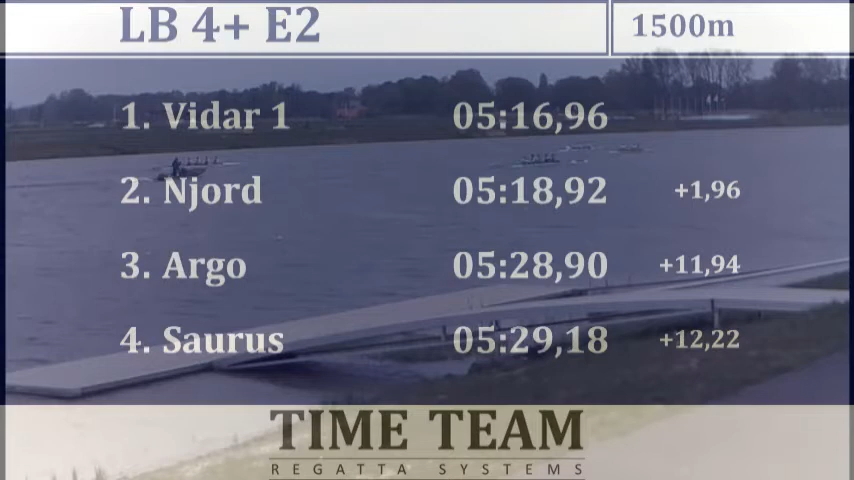 LB 4+ E2 1500m
1. Vidar 1 05:16,96
2. Njord 05:18,92 +1,96
3. Argo 05:28,90 +11,94
4. Saurus 05:29,18 +12,22
TIME TEAM
REGATTA SYSTEMS